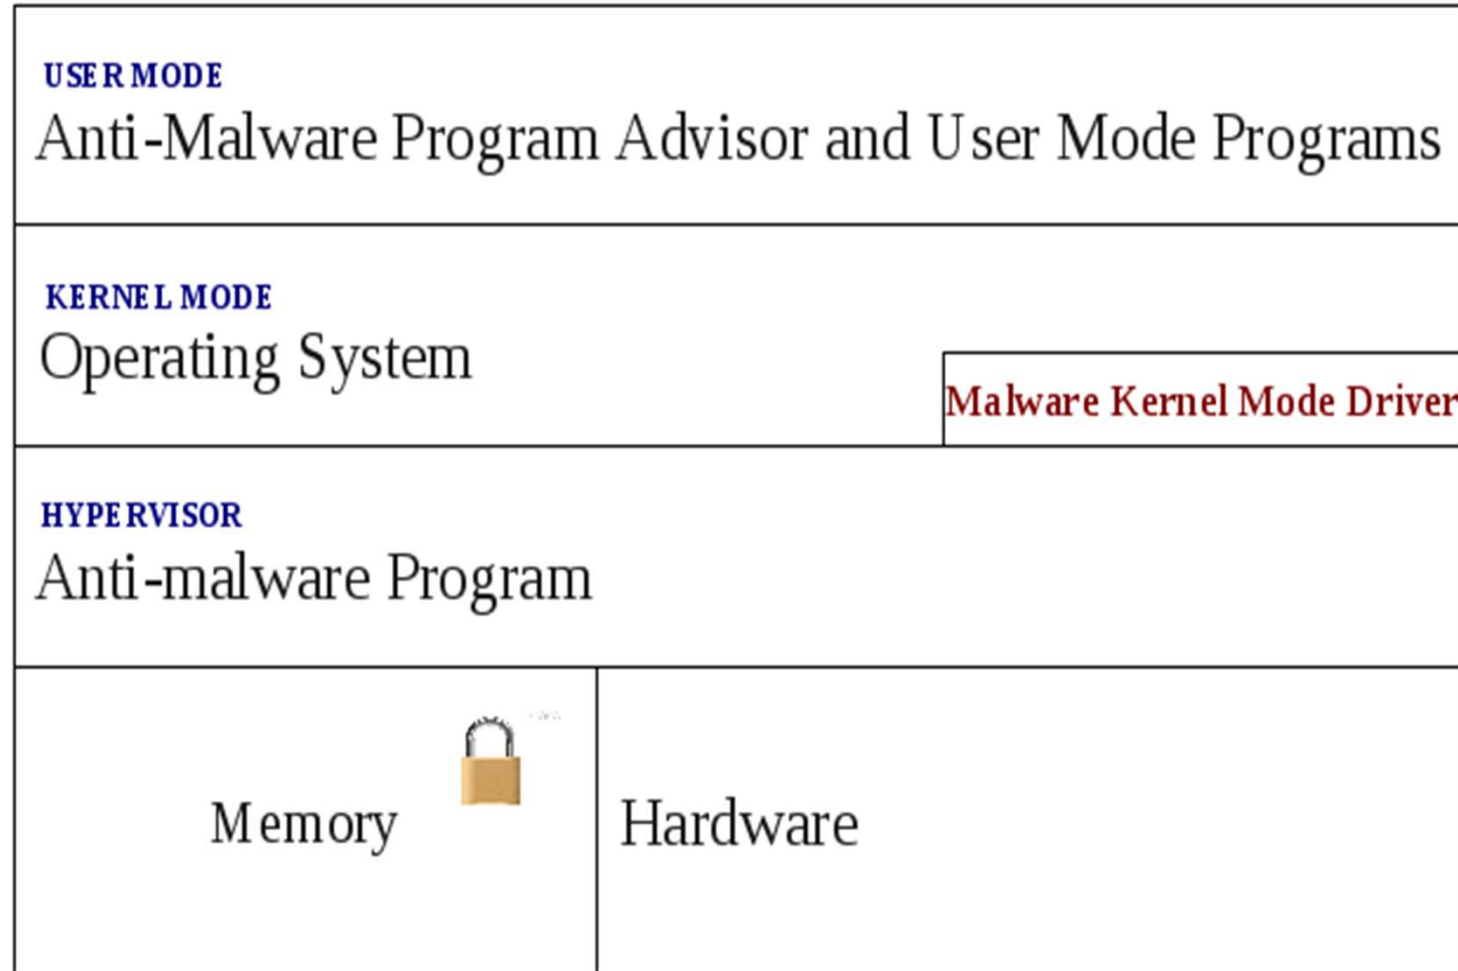 USER MODE
Anti-Malware Program Advisor and User Mode Programs
KERNEL MODE
Operating System
Malware Kernel Mode Driver
HYPERVISOR
Anti-malware Program
Memory
Hardware